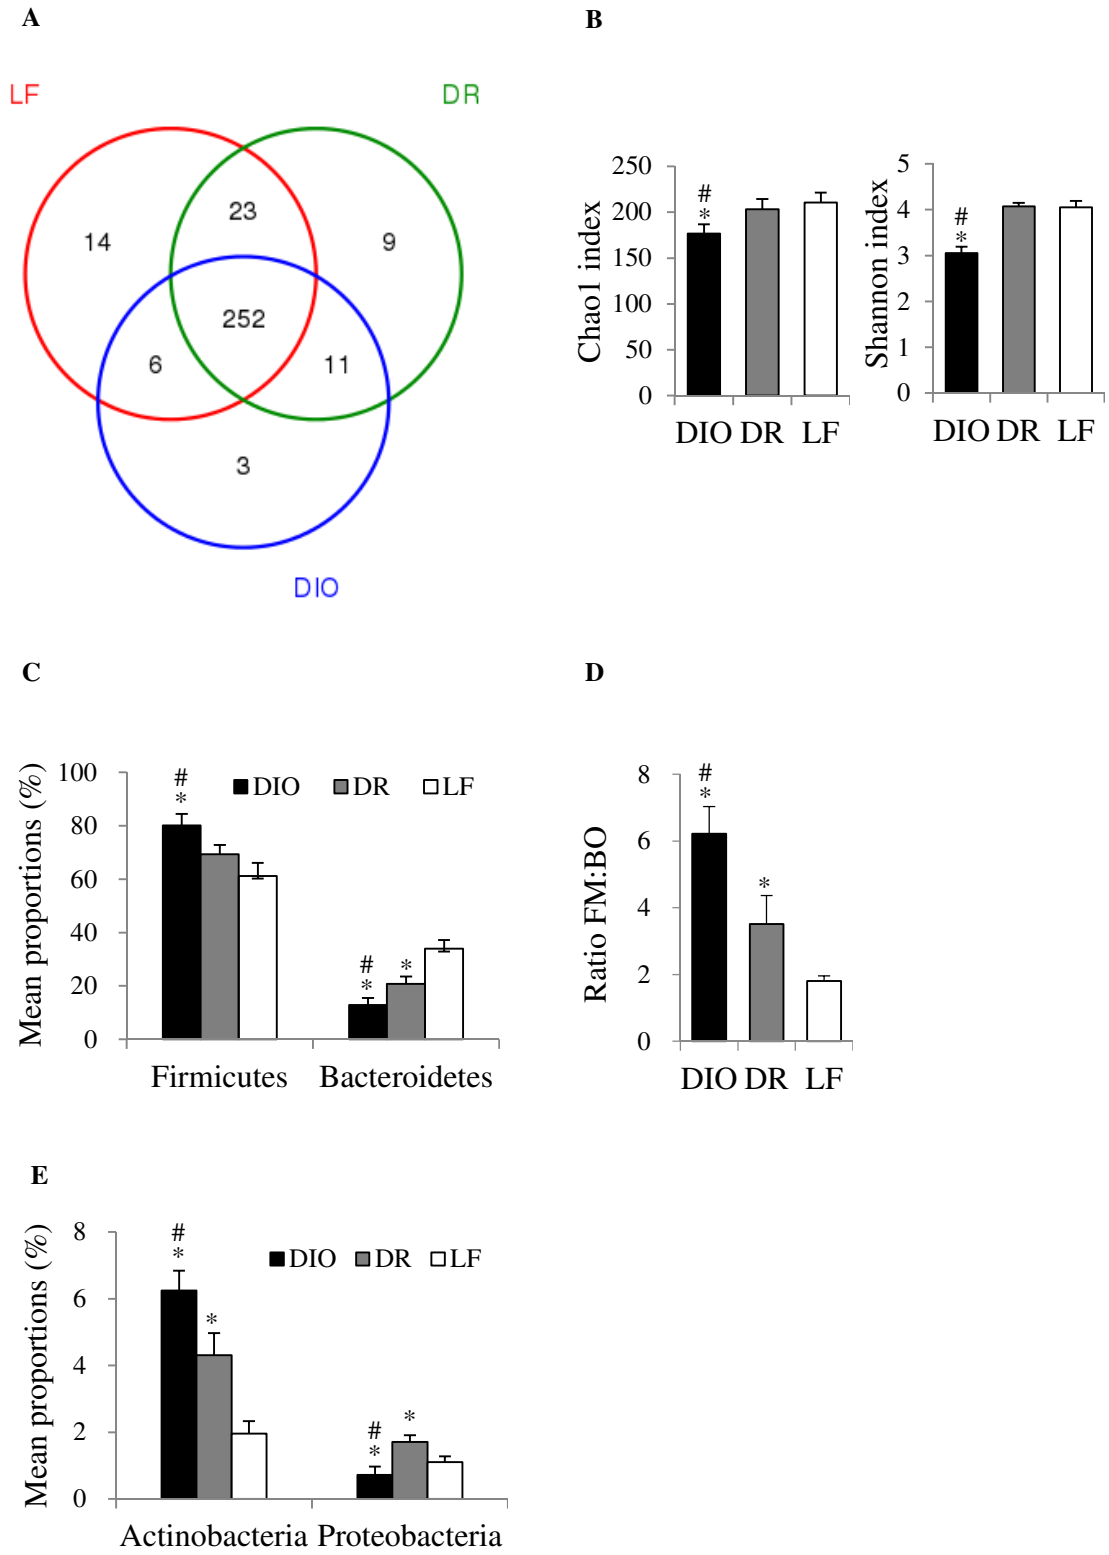 A
B
LF
DR
23
14
9
252
6
11
3
DIO
Chao1 index
250
200
150
100
50
0
#
*
DIO DR LF
Shannon index
5
4
3
2
1
0
#
*
DIO DR LF
C
D
Mean proportions (%)
100
80
60
40
20
0
#
*
DIO DR LF
#
*
*
Firmicutes Bacteroidetes
Ratio FM:BO
8
6
4
2
0
#
*
*
DIO DR LF
E
Mean proportions (%)
8
6
4
2
0
#
*
*
DIO DR LF
#
*
*
Actinobacteria Proteobacteria